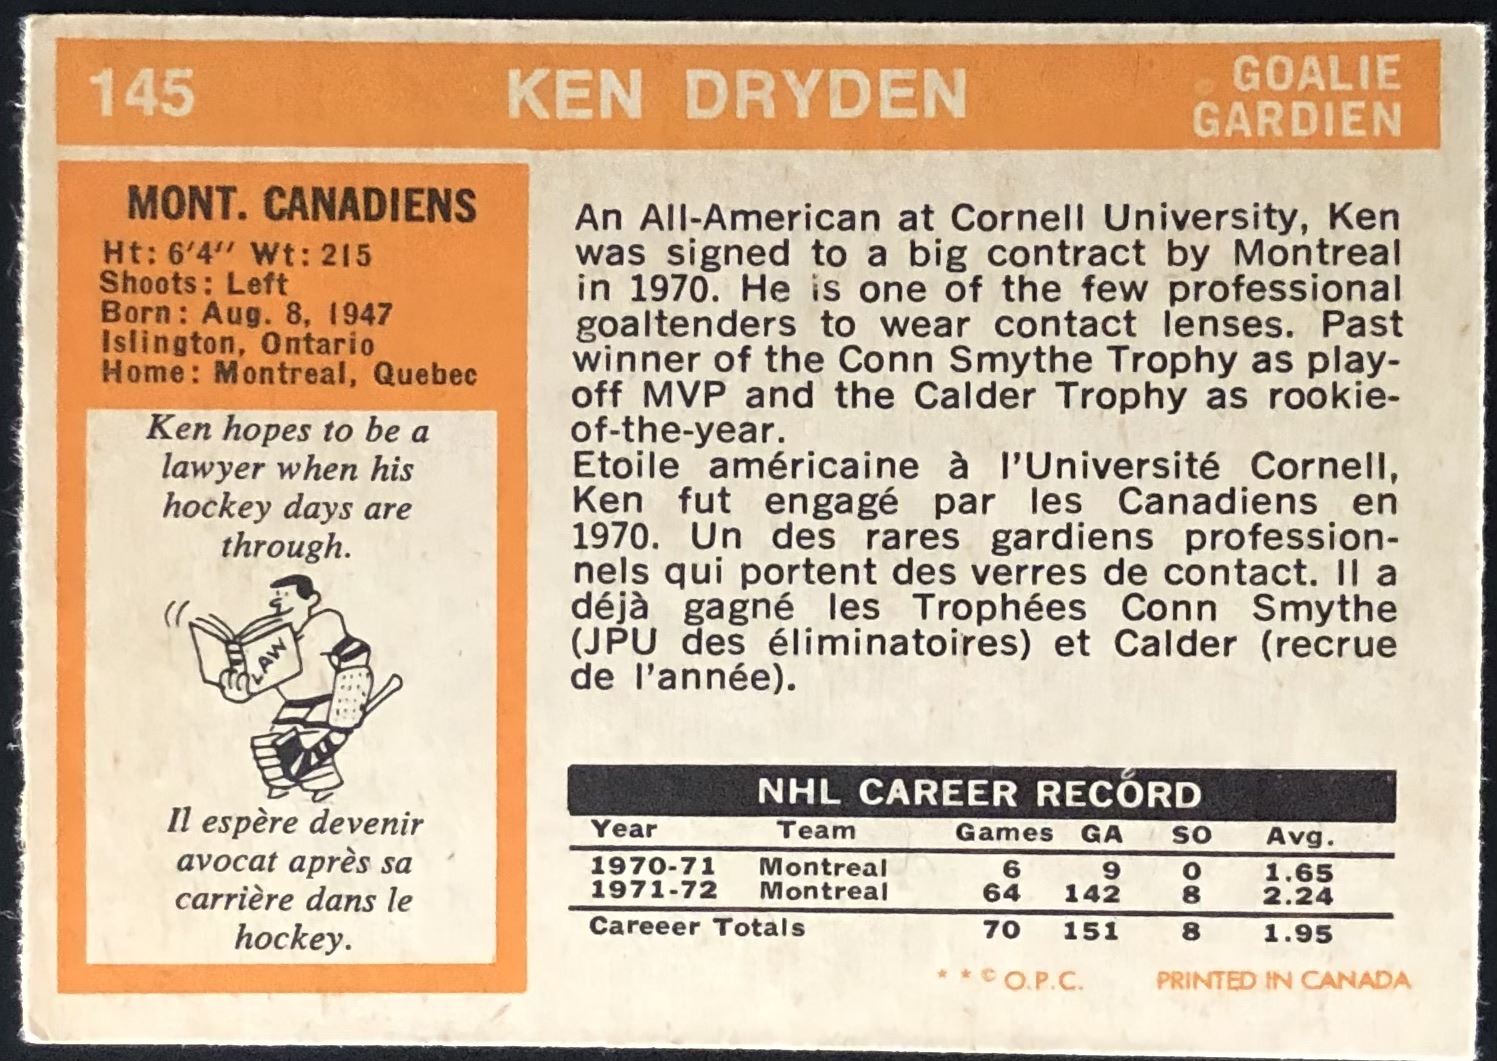 145
KEN DRYDEN
GOALIE
GARDIEN
MONT. CANADIENS
Ht: 6'4'' Wt: 215
Shoots: Left
Born: Aug. 8, 1947
Islington, Ontario
Home: Montreal, Quebec
Ken hopes to be a
lawyer when his
hockey days are
through.
LAW
Il espère devenir
avocat après sa
carrière dans le
hockey.
An All-American at Cornell University, Ken
was signed to a big contract by Montreal
in 1970. He is one of the few professional
goaltenders to wear contact lenses. Past
winner of the Conn Smythe Trophy as play-
off MVP and the Calder Trophy as rookie-
of-the-year.
Etoile américaine à l'Université Cornell,
Ken fut engagé par les Canadiens en
1970. Un des rares gardiens profession-
nels qui portent des verres de contact. Il a
déjà gagné les Trophées Conn Smythe
(JPU des éliminatoires) et Calder (recrue
de l'année).
NHL CAREER RECORD
Year Team Games GA SO Avg.
1970-71 Montreal 6 9 0 1.65
1971-72 Montreal 64 142 8 2.24
Careeer Totals 70 151 8 1.95
* * © O.P.C. PRINTED IN CANADA